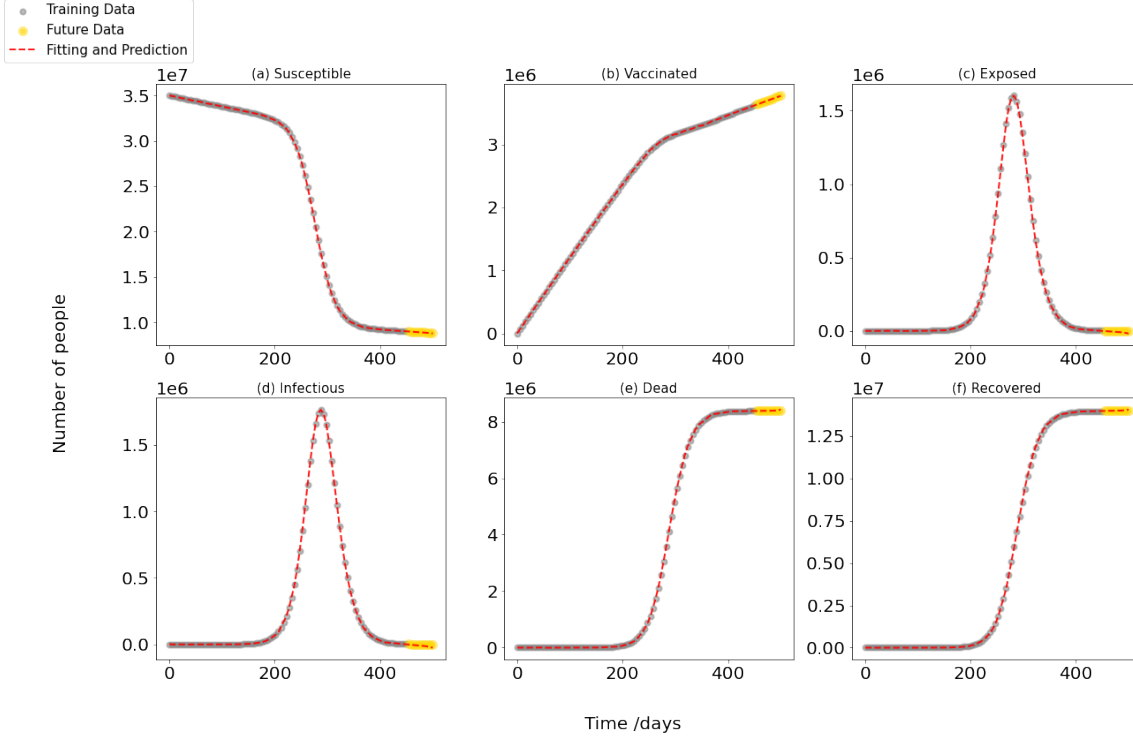 Training Data
Future Data
Fitting and Prediction
(a) Susceptible
1e7
3.5
3.0
2.5
2.0
1.5
1.0
0 200 400
(b) Vaccinated
1e6
3
2
1
0
0 200 400
(c) Exposed
1e6
1.5
1.0
0.5
0.0
0 200 400
Number of people
(d) Infectious
1e6
1.5
1.0
0.5
0.0
0 200 400
(e) Dead
1e6
8
6
4
2
0
0 200 400
(f) Recovered
1e7
1.25
1.00
0.75
0.50
0.25
0.00
0 200 400
Time /days